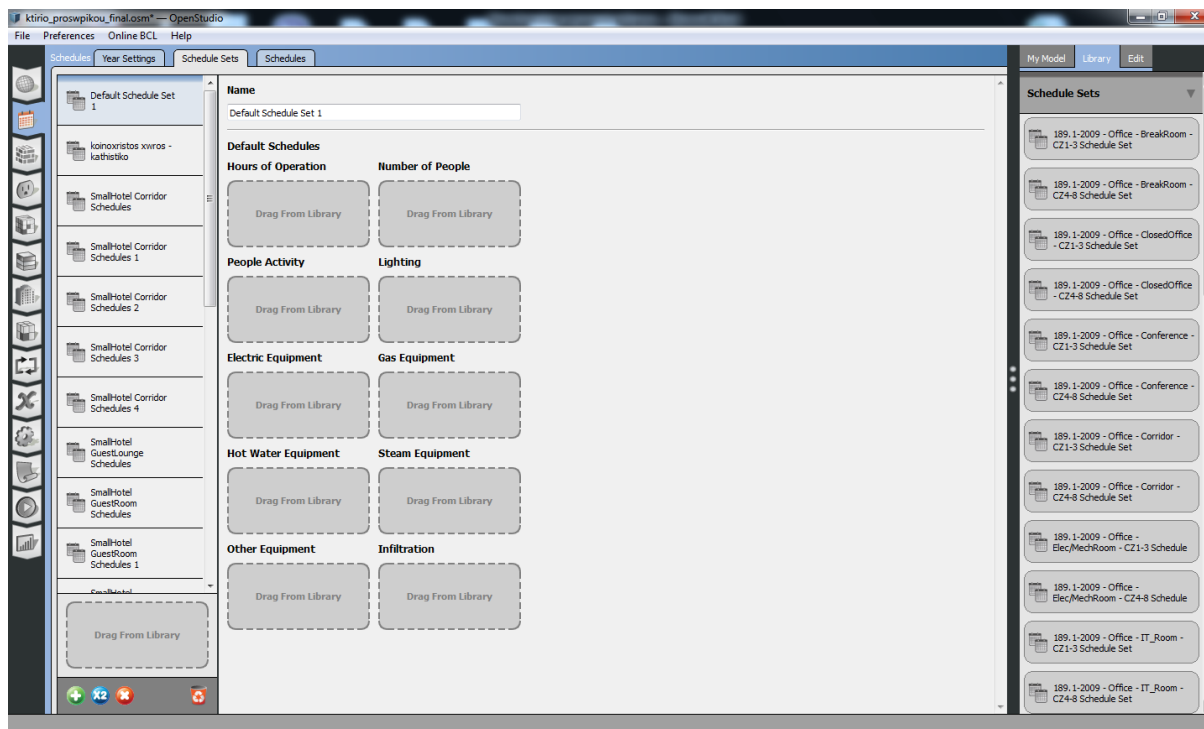 ktirio_proswpikou_final.osm* — OpenStudio
File Preferences Online BCL Help
Schedules Year Settings Schedule Sets Schedules
My Model Library Edit
Default Schedule Set
1
koinoxristos xwros -
kathistiko
SmallHotel Corridor
Schedules
SmallHotel Corridor
Schedules 1
SmallHotel Corridor
Schedules 2
SmallHotel Corridor
Schedules 3
SmallHotel Corridor
Schedules 4
SmallHotel
GuestLounge
Schedules
SmallHotel
GuestRoom
Schedules
SmallHotel
GuestRoom
Schedules 1
SmallHotel
Drag From Library
X2
Name
Default Schedule Set 1
Default Schedules
Hours of Operation Number of People
Drag From Library Drag From Library
People Activity Lighting
Drag From Library Drag From Library
Electric Equipment Gas Equipment
Drag From Library Drag From Library
Hot Water Equipment Steam Equipment
Drag From Library Drag From Library
Other Equipment Infiltration
Drag From Library Drag From Library
Schedule Sets
189.1-2009 - Office - BreakRoom -
CZ1-3 Schedule Set
189.1-2009 - Office - BreakRoom -
CZ4-8 Schedule Set
189.1-2009 - Office - ClosedOffice
- CZ1-3 Schedule Set
189.1-2009 - Office - ClosedOffice
- CZ4-8 Schedule Set
189.1-2009 - Office - Conference -
CZ1-3 Schedule Set
189.1-2009 - Office - Conference -
CZ4-8 Schedule Set
189.1-2009 - Office - Corridor -
CZ1-3 Schedule Set
189.1-2009 - Office - Corridor -
CZ4-8 Schedule Set
189.1-2009 - Office -
Elec/MechRoom - CZ1-3 Schedule
189.1-2009 - Office -
Elec/MechRoom - CZ4-8 Schedule
189.1-2009 - Office - IT_Room -
CZ1-3 Schedule Set
189.1-2009 - Office - IT_Room -
CZ4-8 Schedule Set